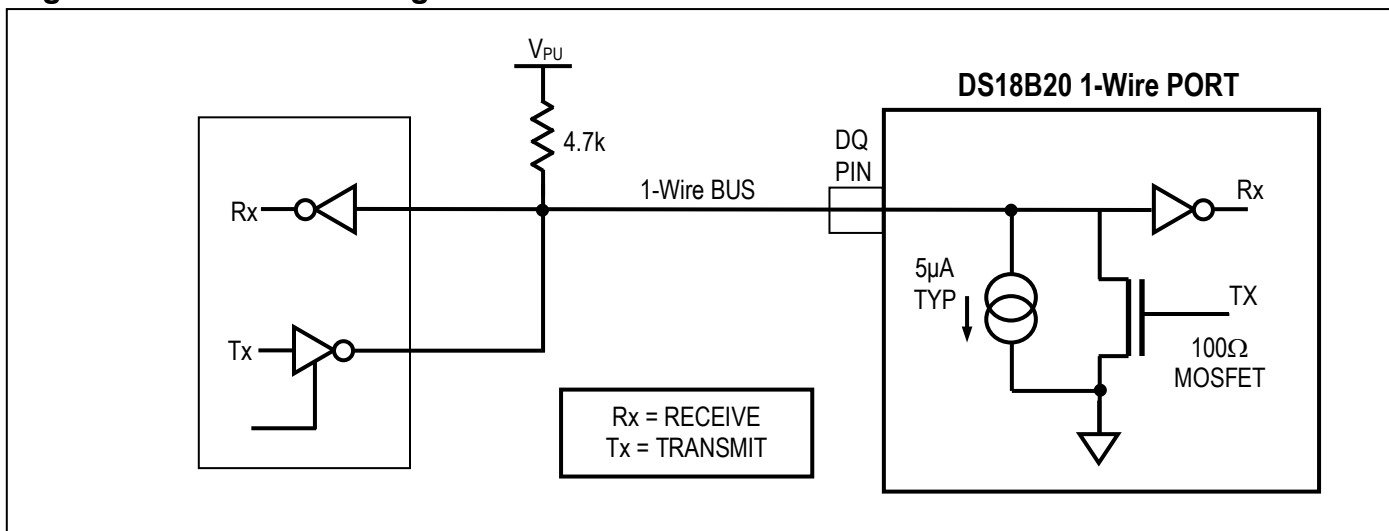 V_PU
DS18B20 1-Wire PORT
4.7k
DQ
PIN
1-Wire BUS
Rx
Rx
5µA
TYP
TX
Tx
100Ω
MOSFET
Rx = RECEIVE
Tx = TRANSMIT